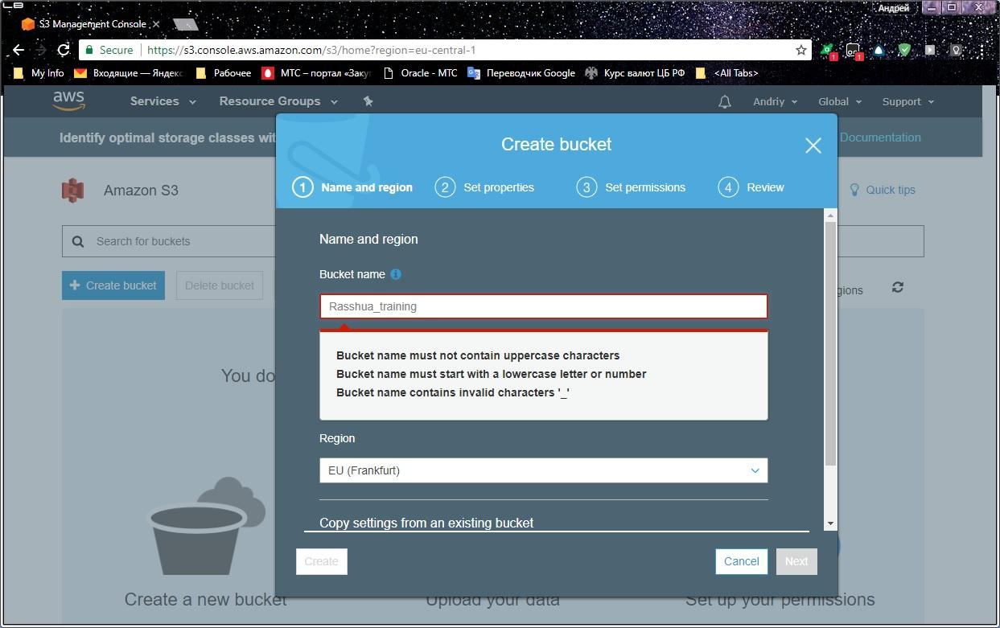 Андрей
S3 Management Console
Secure https://s3.console.aws.amazon.com/s3/home?region=eu-central-1
1 1
My Info Входящие — Яндекс Рабочее МТС – портал «Заку Oracle - МТС Переводчик Google Курс валют ЦБ РФ <All Tabs>
aws Services Resource Groups Andriy Global Support
Identify optimal storage classes wit Documentation
Create bucket
1 Name and region 2 Set properties 3 Set permissions 4 Review
Amazon S3 Quick tips
Name and region
Search for buckets
Bucket name
Create bucket Delete bucket gions
Rasshua_training
Bucket name must not contain uppercase characters
Bucket name must start with a lowercase letter or number
Bucket name contains invalid characters '_'
You do
Region
EU (Frankfurt)
Copy settings from an existing bucket
Create Cancel Next
Create a new bucket Upload your data Set up your permissions